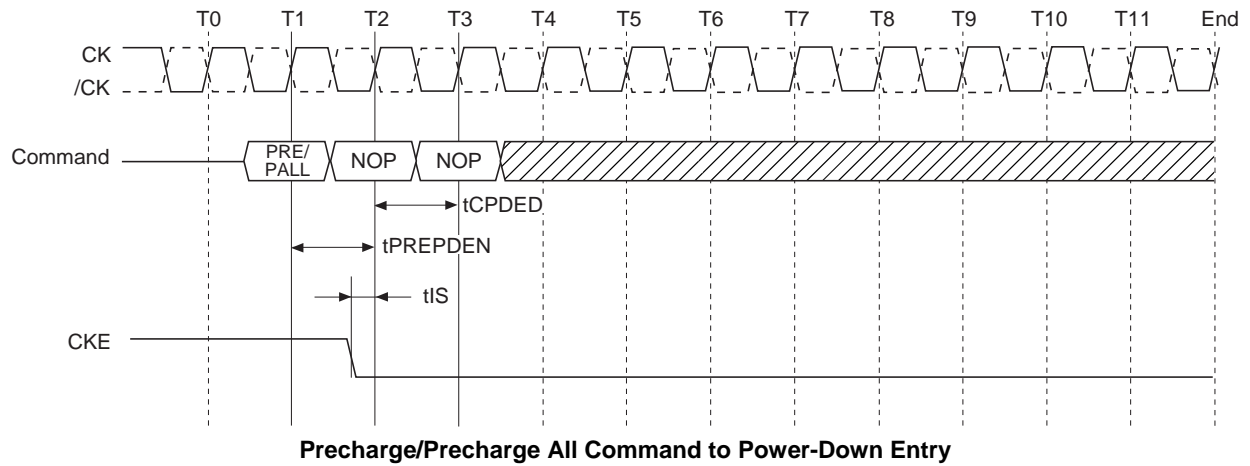 T0 T1 T2 T3 T4 T5 T6 T7 T8 T9 T10 T11 End
CK
/CK
Command PRE/ PALL NOP NOP
tCPDED
tPREPDEN
tIS
CKE
Precharge/Precharge All Command to Power-Down Entry